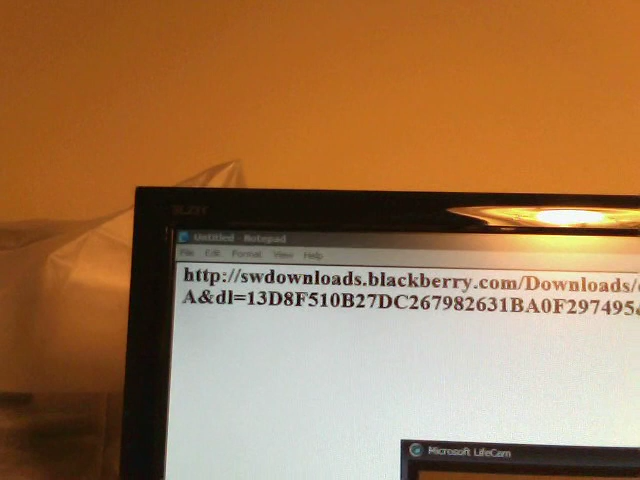 Untitled - Notepad
File Edit Format View Help
http://swdownloads.blackberry.com/Downloads/
A&dl=13D8F510B27DC267982631BA0F297495
Microsoft LifeCam